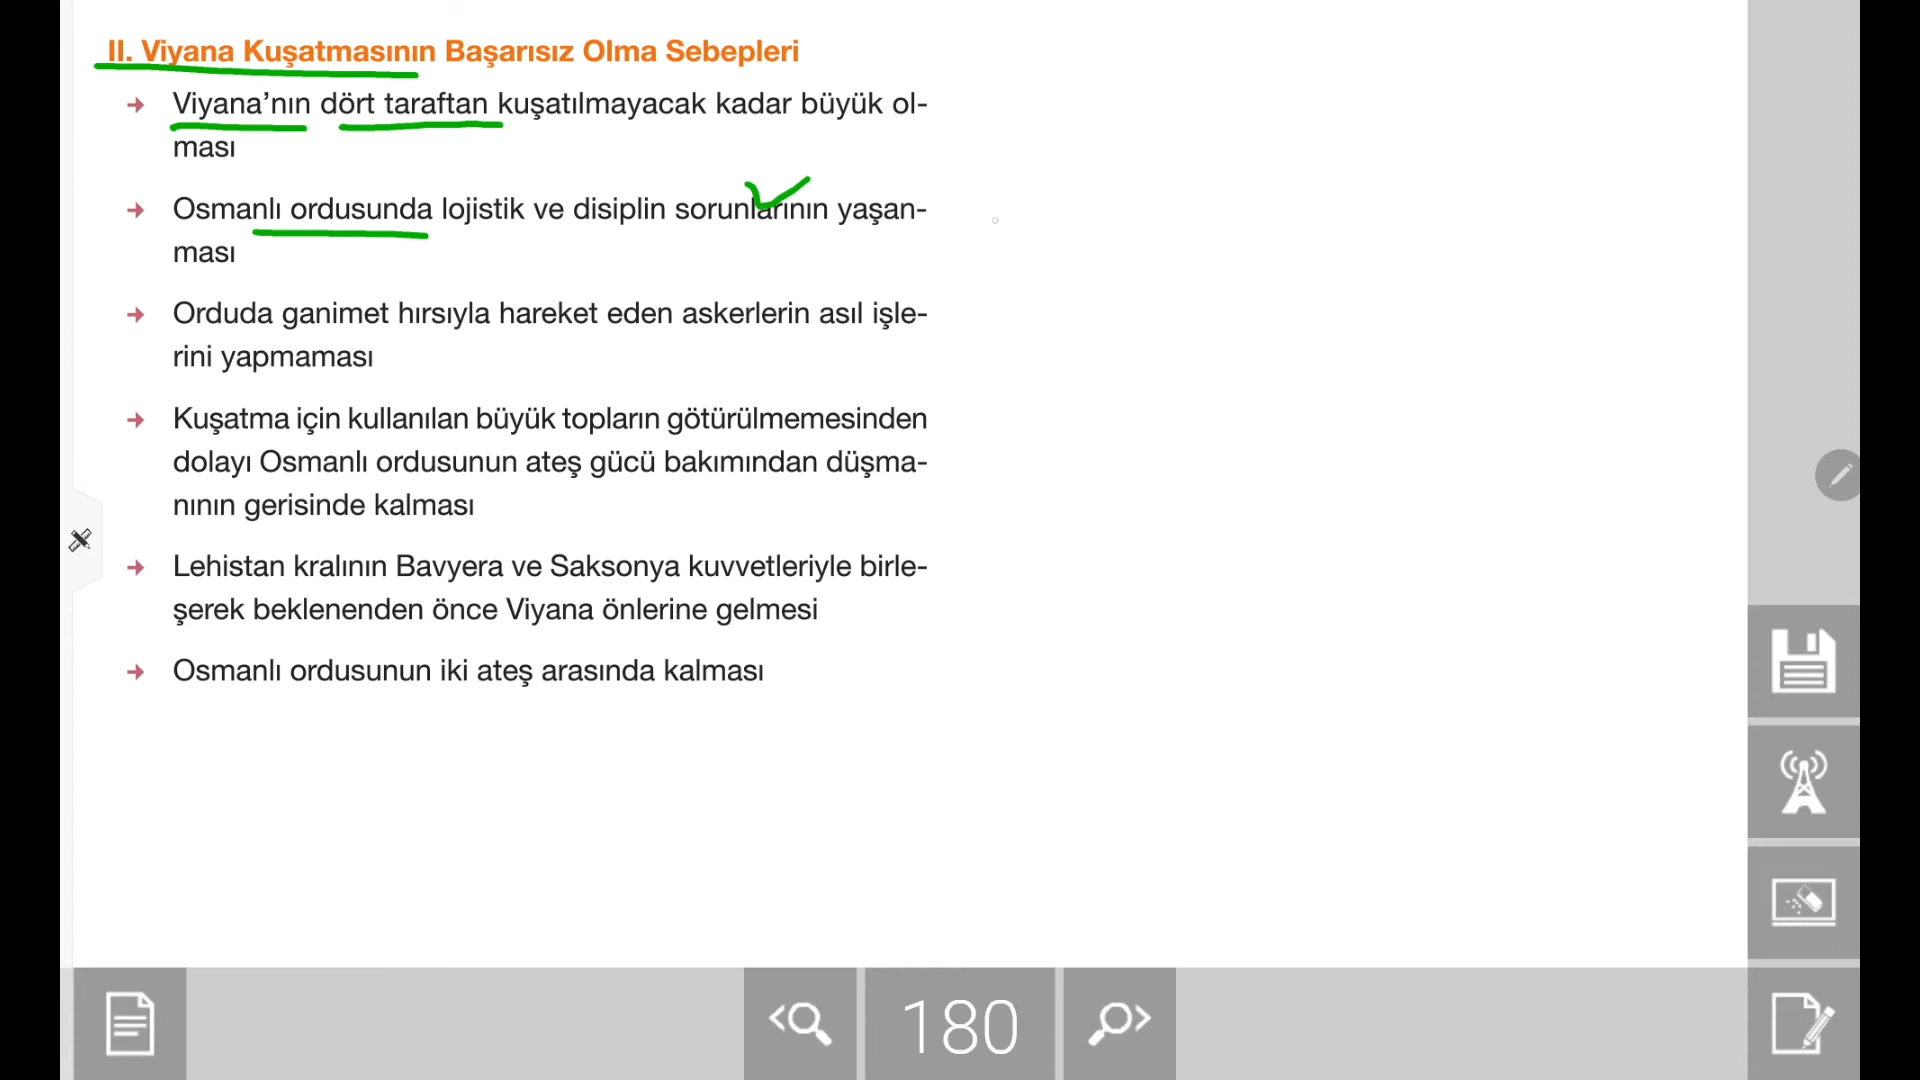 II. Viyana Kuşatmasının Başarısız Olma Sebepleri
→ Viyana’nın dört taraftan kuşatılmayacak kadar büyük ol-
ması
→ Osmanlı ordusunda lojistik ve disiplin sorunlarının yaşan-
ması
→ Orduda ganimet hırsıyla hareket eden askerlerin asıl işle-
rini yapmaması
→ Kuşatma için kullanılan büyük topların götürülmemesinden
dolayı Osmanlı ordusunun ateş gücü bakımından düşma-
nının gerisinde kalması
→ Lehistan kralının Bavyera ve Saksonya kuvvetleriyle birle-
şerek beklenenden önce Viyana önlerine gelmesi
→ Osmanlı ordusunun iki ateş arasında kalması
180